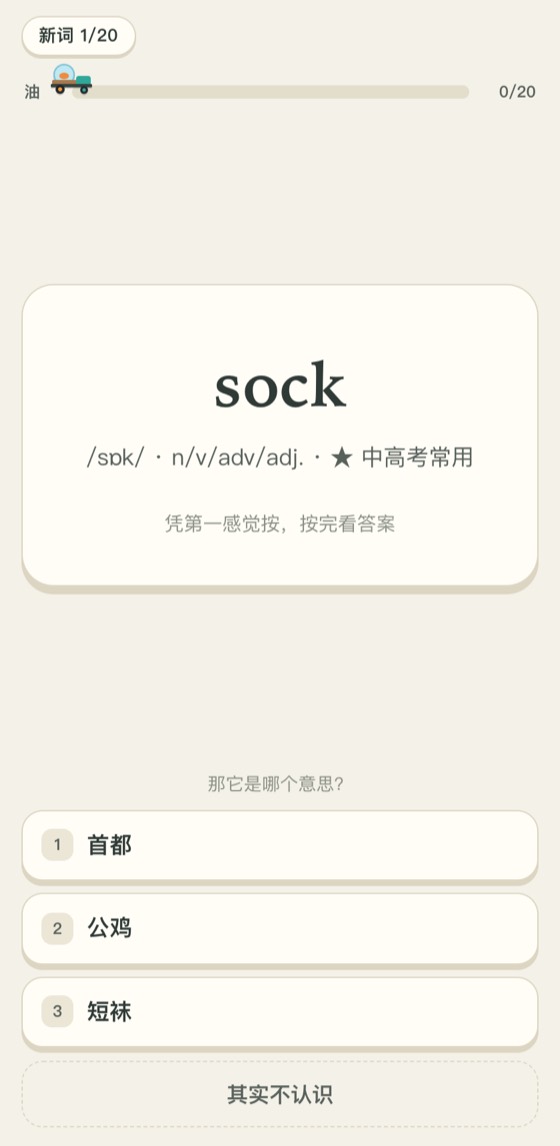 新词 1/20
油 0/20
sock
/sɒk/ · n/v/adv/adj. · ★ 中高考常用
凭第一感觉按，按完看答案
那它是哪个意思？
1 首都
2 公鸡
3 短袜
其实不认识